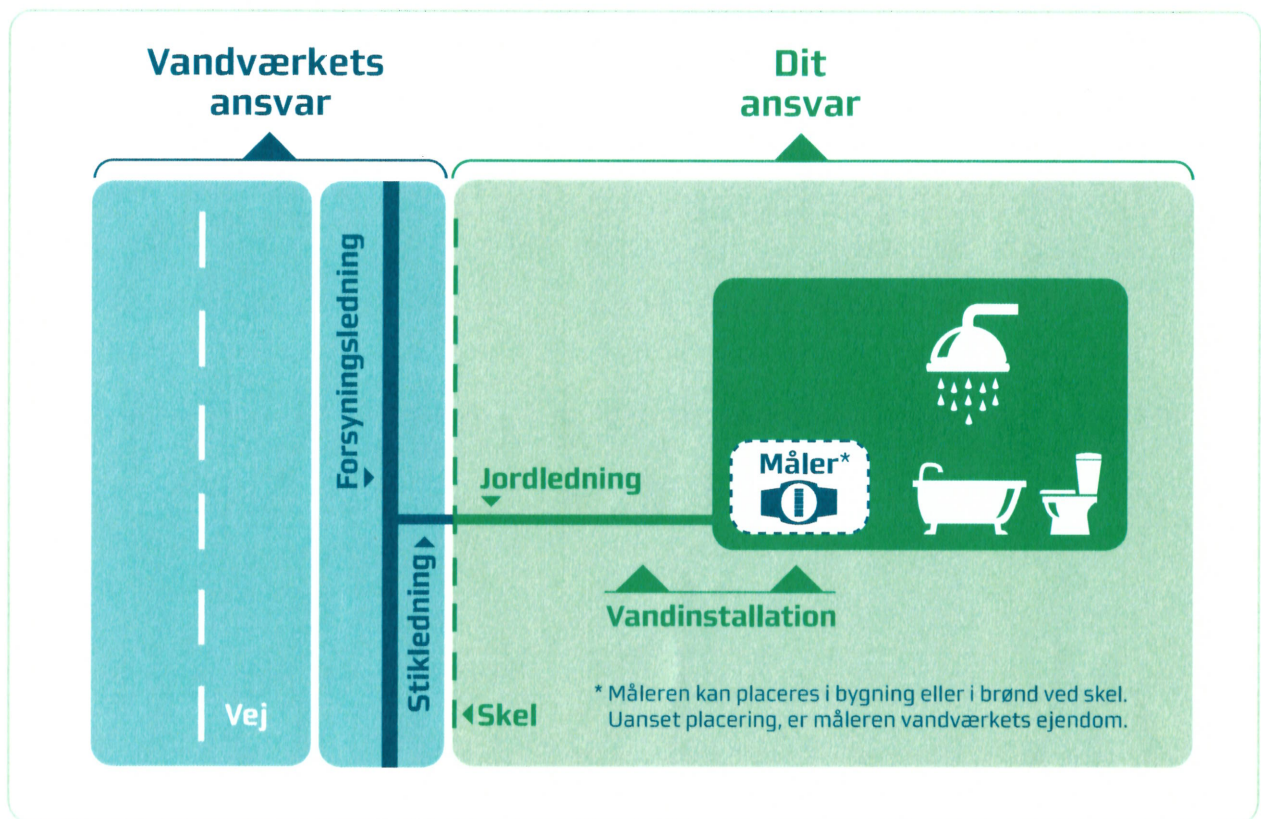 Vandværkets
ansvar
Dit
ansvar
Forsyningsledning
Stikledning
Vej
Skel
Jordledning
Måler*
Vandinstallation
* Måleren kan placeres i bygning eller i brønd ved skel.
Uanset placering, er måleren vandværkets ejendom.